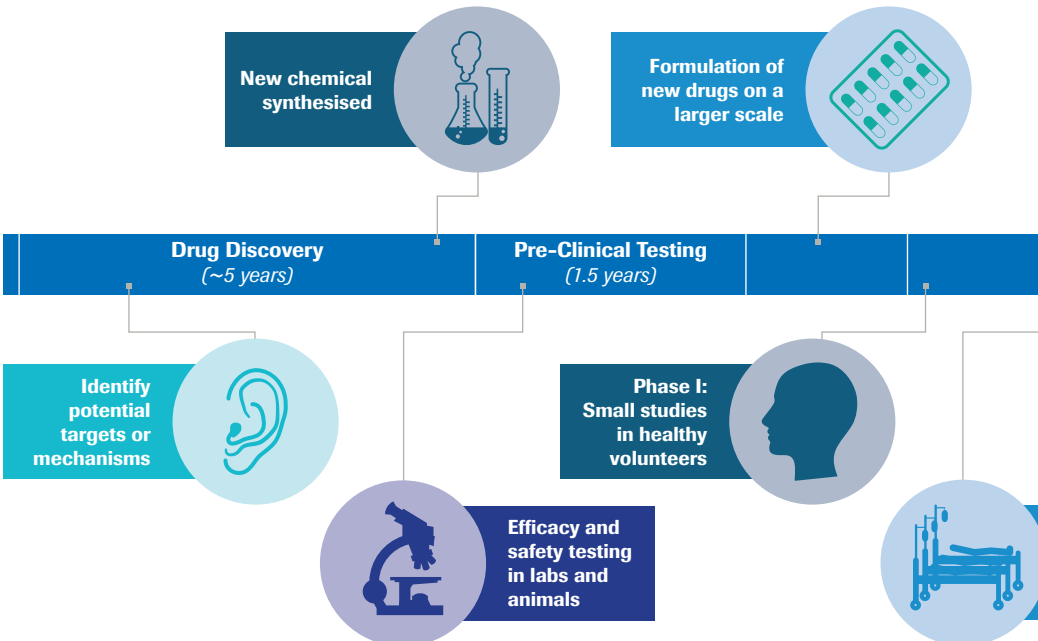 New chemical
synthesised
Formulation of
new drugs on a
larger scale
Drug Discovery
(~5 years)
Pre-Clinical Testing
(1.5 years)
Identify
potential
targets or
mechanisms
Phase I:
Small studies
in healthy
volunteers
Efficacy and
safety testing
in labs and
animals